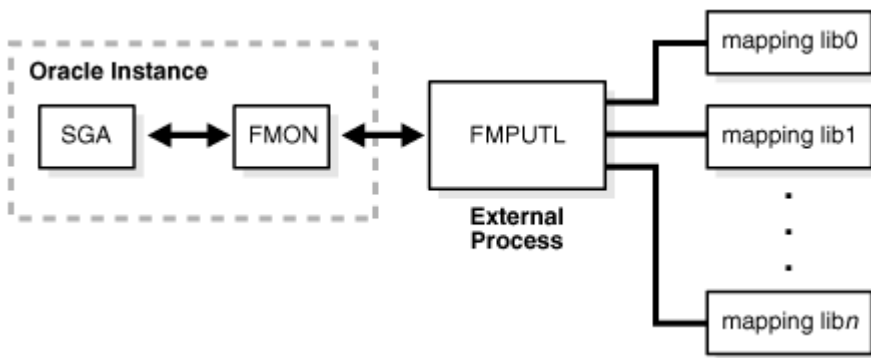 Oracle Instance
SGA
FMON
FMPUTL
External
Process
mapping lib0
mapping lib1
mapping libn